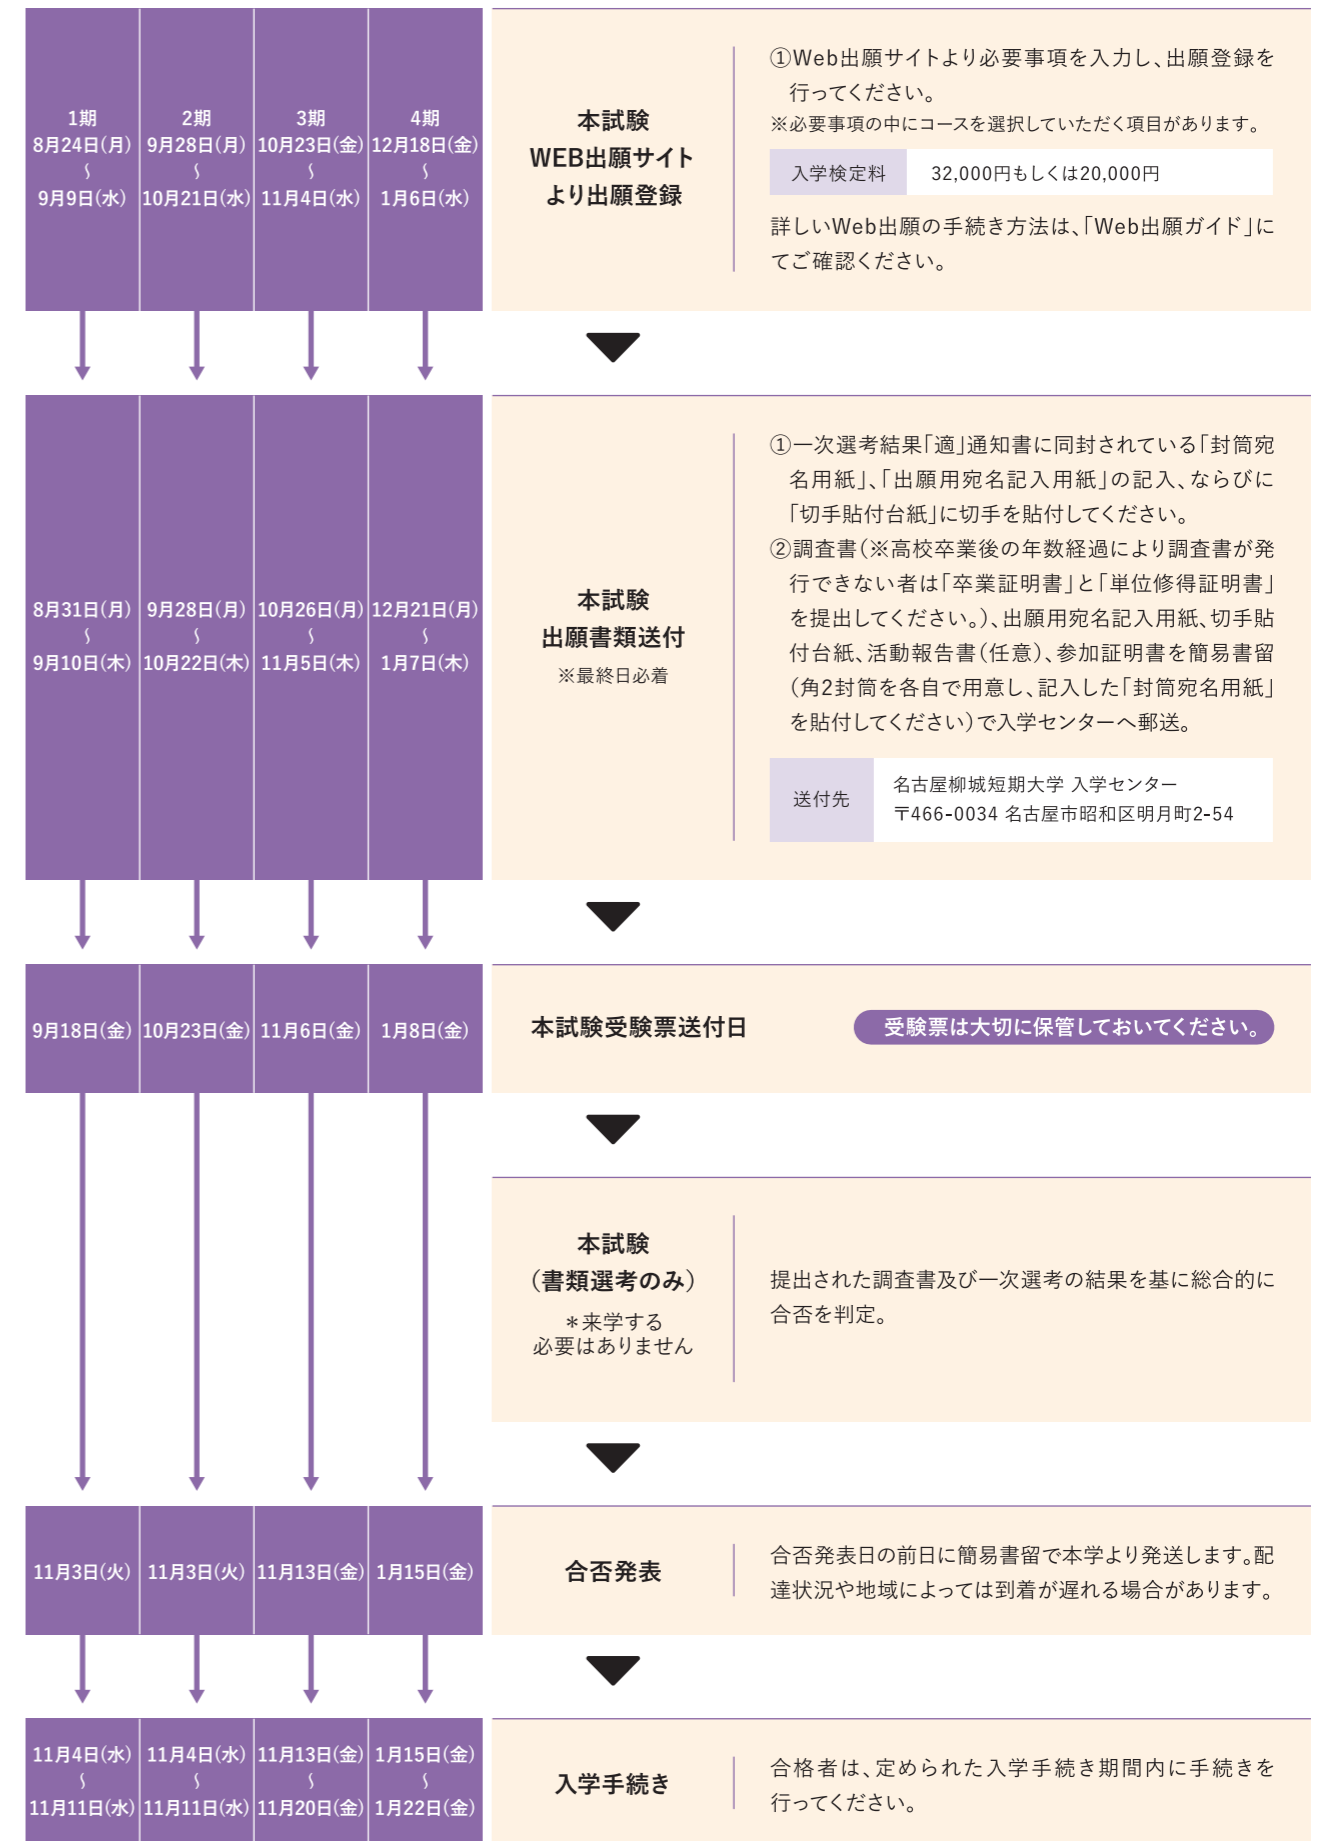 1期
8月24日(月)
〜
9月9日(水)
2期
9月28日(月)
〜
10月21日(水)
3期
10月23日(金)
〜
11月4日(水)
4期
12月18日(金)
〜
1月6日(水)
本試験
WEB出願サイト
より出願登録
①Web出願サイトより必要事項を入力し、出願登録を
行ってください。
※必要事項の中にコースを選択していただく項目があります。
入学検定料
32,000円もしくは20,000円
詳しいWeb出願の手続き方法は、「Web出願ガイド」に
てご確認ください。
8月31日(月)
〜
9月10日(木)
9月28日(月)
〜
10月22日(木)
10月26日(月)
〜
11月5日(木)
12月21日(月)
〜
1月7日(木)
本試験
出願書類送付
※最終日必着
①一次選考結果「適」通知書に同封されている「封筒宛
名用紙」、「出願用宛名記入用紙」の記入、ならびに
「切手貼付台紙」に切手を貼付してください。
②調査書(※高校卒業後の年数経過により調査書が発
行できない者は「卒業証明書」と「単位修得証明書」
を提出してください。)、出願用宛名記入用紙、切手貼
付台紙、活動報告書(任意)、参加証明書を簡易書留
(角2封筒を各自で用意し、記入した「封筒宛名用紙」
を貼付してください)で入学センターへ郵送。
送付先
名古屋柳城短期大学 入学センター
〒466-0034 名古屋市昭和区明月町2-54
9月18日(金)
10月23日(金)
11月6日(金)
1月8日(金)
本試験受験票送付日
受験票は大切に保管しておいてください。
本試験
(書類選考のみ)
＊来学する
必要はありません
提出された調査書及び一次選考の結果を基に総合的に
合否を判定。
11月3日(火)
11月3日(火)
11月13日(金)
1月15日(金)
合否発表
合否発表日の前日に簡易書留で本学より発送します。配
達状況や地域によっては到着が遅れる場合があります。
11月4日(水)
〜
11月11日(水)
11月4日(水)
〜
11月11日(水)
11月13日(金)
〜
11月20日(金)
1月15日(金)
〜
1月22日(金)
入学手続き
合格者は、定められた入学手続き期間内に手続きを
行ってください。